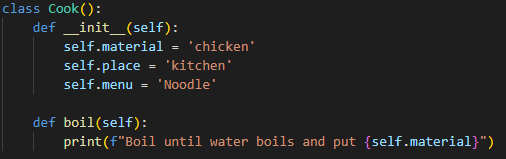 class Cook():
    def __init__(self):
        self.material = 'chicken'
        self.place = 'kitchen'
        self.menu = 'Noodle'

    def boil(self):
        print(f"Boil until water boils and put {self.material}")